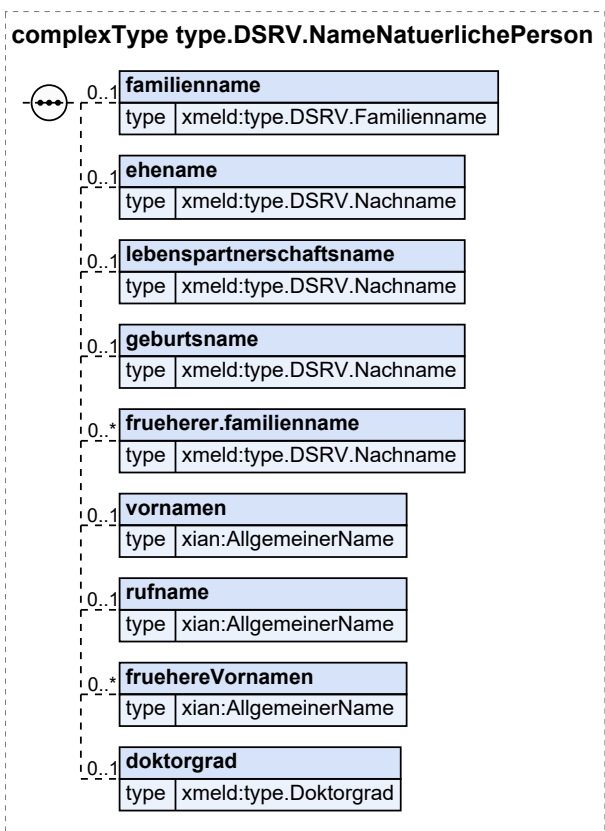 complexType type.DSRV.NameNatuerlichePerson
0..1 familienname
type xmeld:type.DSRV.Familienname
0..1 ehename
type xmeld:type.DSRV.Nachname
0..1 lebenspartnerschaftsname
type xmeld:type.DSRV.Nachname
0..1 geburtsname
type xmeld:type.DSRV.Nachname
0..* frueherer.familienname
type xmeld:type.DSRV.Nachname
0..1 vornamen
type xian:AllgemeinerName
0..1 rufname
type xian:AllgemeinerName
0..* fruehereVornamen
type xian:AllgemeinerName
0..1 doktorgrad
type xmeld:type.Doktorgrad